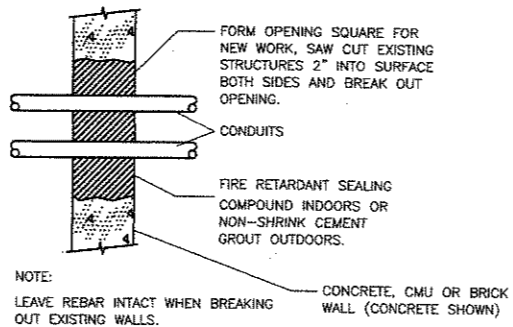 FORM OPENING SQUARE FOR
NEW WORK, SAW CUT EXISTING
STRUCTURES 2" INTO SURFACE
BOTH SIDES AND BREAK OUT
OPENING.
CONDUITS
FIRE RETARDANT SEALING
COMPOUND INDOORS OR
NON-SHRINK CEMENT
GROUT OUTDOORS.
NOTE:
LEAVE REBAR INTACT WHEN BREAKING
OUT EXISTING WALLS.
CONCRETE, CMU OR BRICK
WALL (CONCRETE SHOWN)